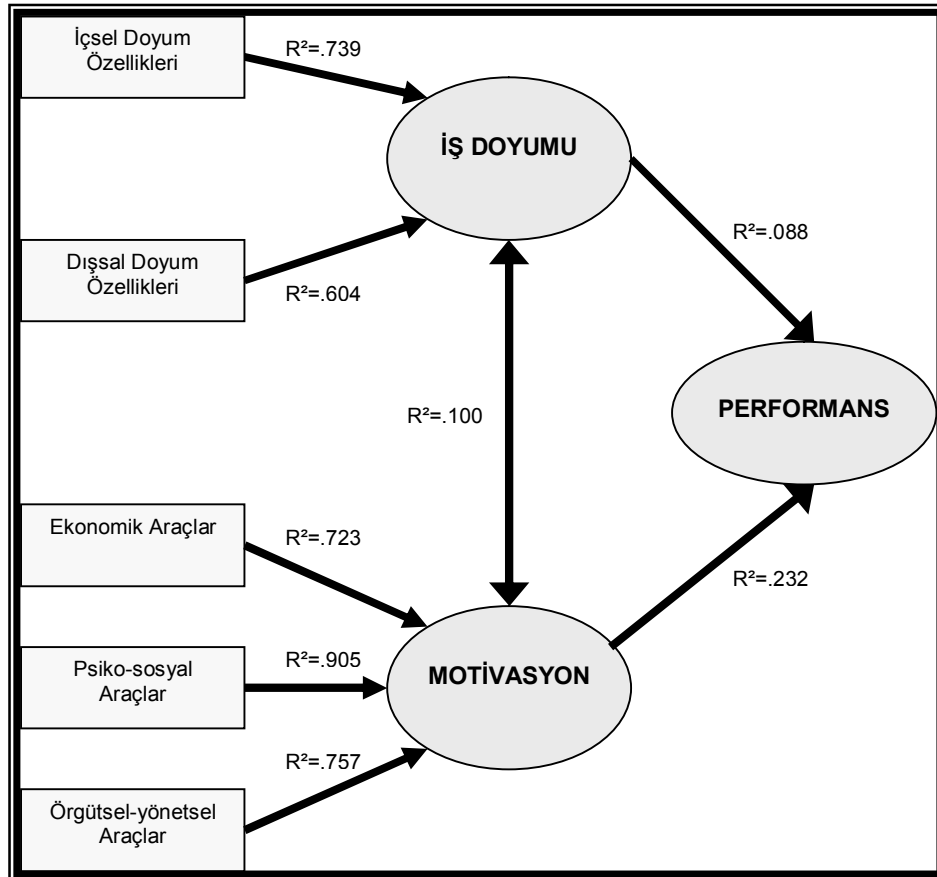 İçsel Doyum
Özellikleri
R²=.739
İŞ DOYUMU
Dışsal Doyum
Özellikleri
R²=.604
R²=.088
R²=.100
PERFORMANS
Ekonomik Araçlar
R²=.723
R²=.232
Psiko-sosyal
Araçlar
R²=.905
MOTİVASYON
R²=.757
Örgütsel-yönetsel
Araçlar